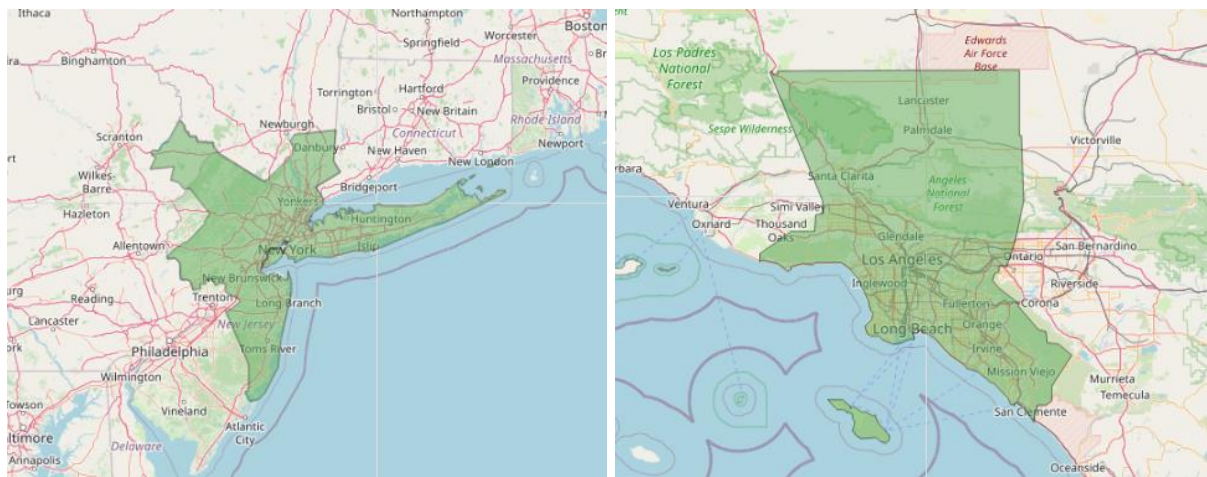 Ithaca
Binghamton
Northampton
Springfield
Worcester
Boston
Massachusetts
Torrington
Hartford
Providence
Bristol
New Britain
Scranton
Newburgh
Connecticut
Rhode Island
Danbury
New Haven
New London
Newport
Wilkes-
Barre
Bridgeport
Hazleton
Yonkers
Huntington
Allentown
New York
Islip
Reading
New Brunswick
Trenton
Long Branch
Lancaster
New Jersey
Philadelphia
Toms River
Wilmington
Towson
Vineland
Atlantic
City
Delaware
Annapolis
Los Padres
National
Forest
Edwards
Air Force
Base
Lancaster
Sespe Wilderness
Palmdale
Victorville
Santa Clarita
Angeles
National
Forest
Ventura
Simi Valley
Oxnard
Thousand
Oaks
Glendale
San Bernardino
Los Angeles
Ontario
Inglewood
Riverside
Fullerton
Corona
Long Beach
Orange
Irvine
Mission Viejo
Murrieta
Temecula
San Clemente
Oceanside